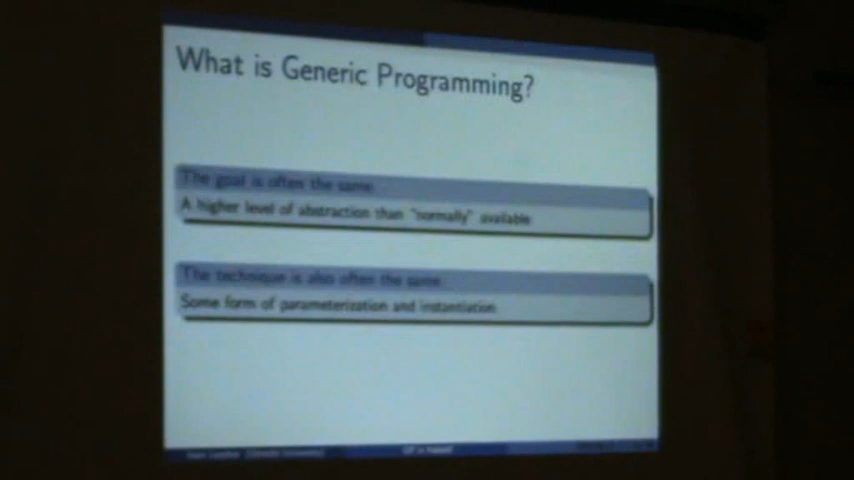 What is Generic Programming?
The goal is often the same.
A higher level of abstraction than "normally" available
The technique is also often the same.
Some form of parameterization and instantiation